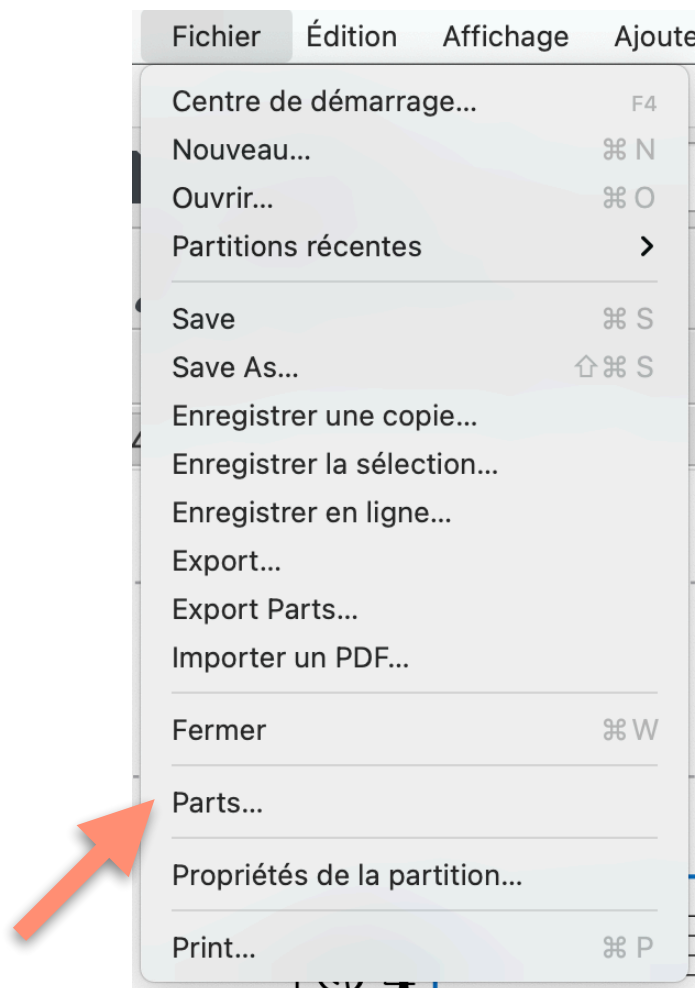 Fichier Édition Affichage Ajoute
Centre de démarrage... F4
Nouveau... ⌘ N
Ouvrir... ⌘ O
Partitions récentes
Save ⌘ S
Save As... ⇧⌘ S
Enregistrer une copie...
Enregistrer la sélection...
Enregistrer en ligne...
Export...
Export Parts...
Importer un PDF...
Fermer ⌘ W
Parts...
Propriétés de la partition...
Print... ⌘ P